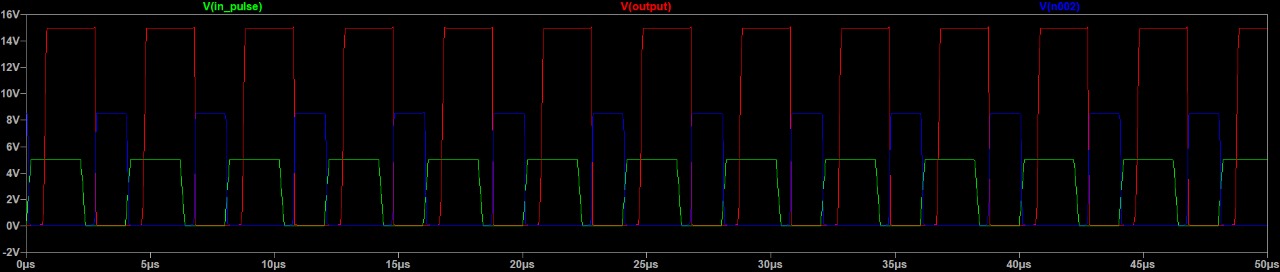 V(in_pulse) V(output) V(n002)
16V
14V
12V
10V
8V
6V
4V
2V
0V
-2V
0µs 5µs 10µs 15µs 20µs 25µs 30µs 35µs 40µs 45µs 50µs